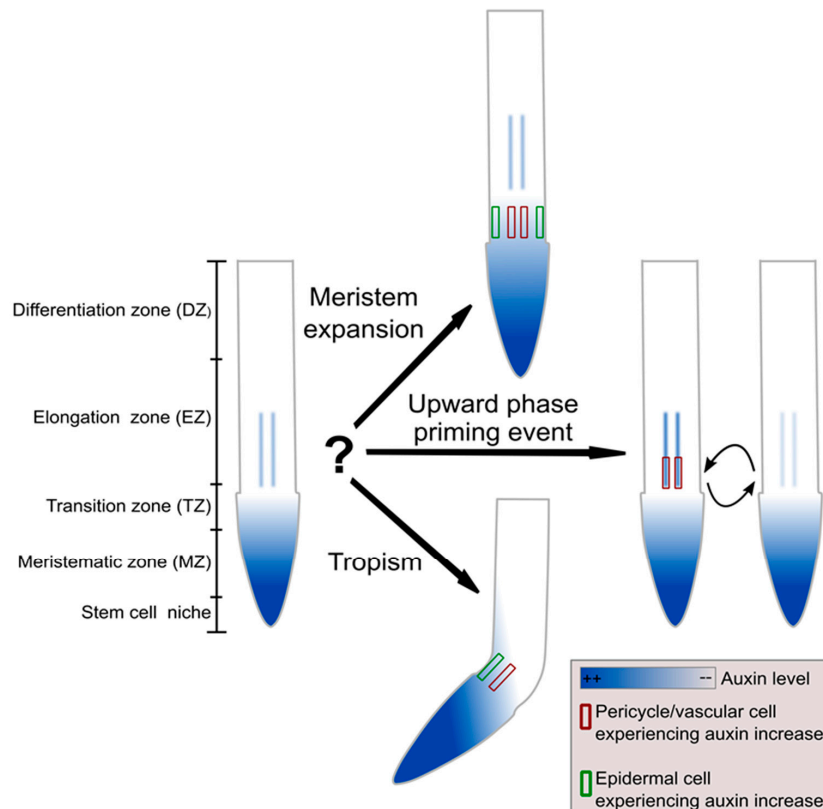 Meristem
expansion
Differentiation zone (DZ)
Elongation  zone (EZ)
Upward phase
priming event
?
Transition zone (TZ)
Meristematic zone (MZ)
Tropism
Stem cell  niche
++
--
Auxin level
Pericycle/vascular cell
experiencing auxin increase
Epidermal cell
experiencing auxin increase